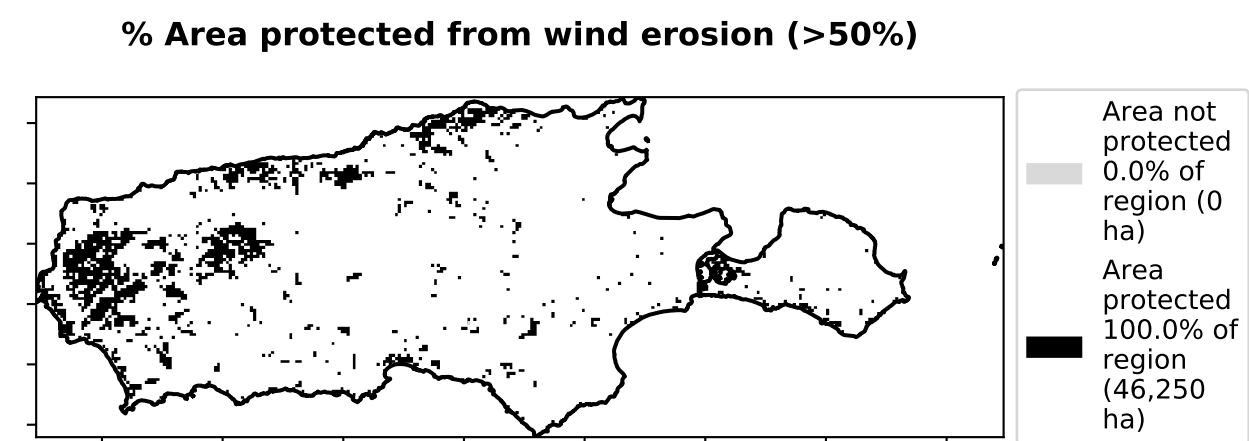 % Area protected from wind erosion (>50%)
Area not
protected
0.0% of
region (0
ha)
Area
protected
100.0% of
region
(46,250
ha)